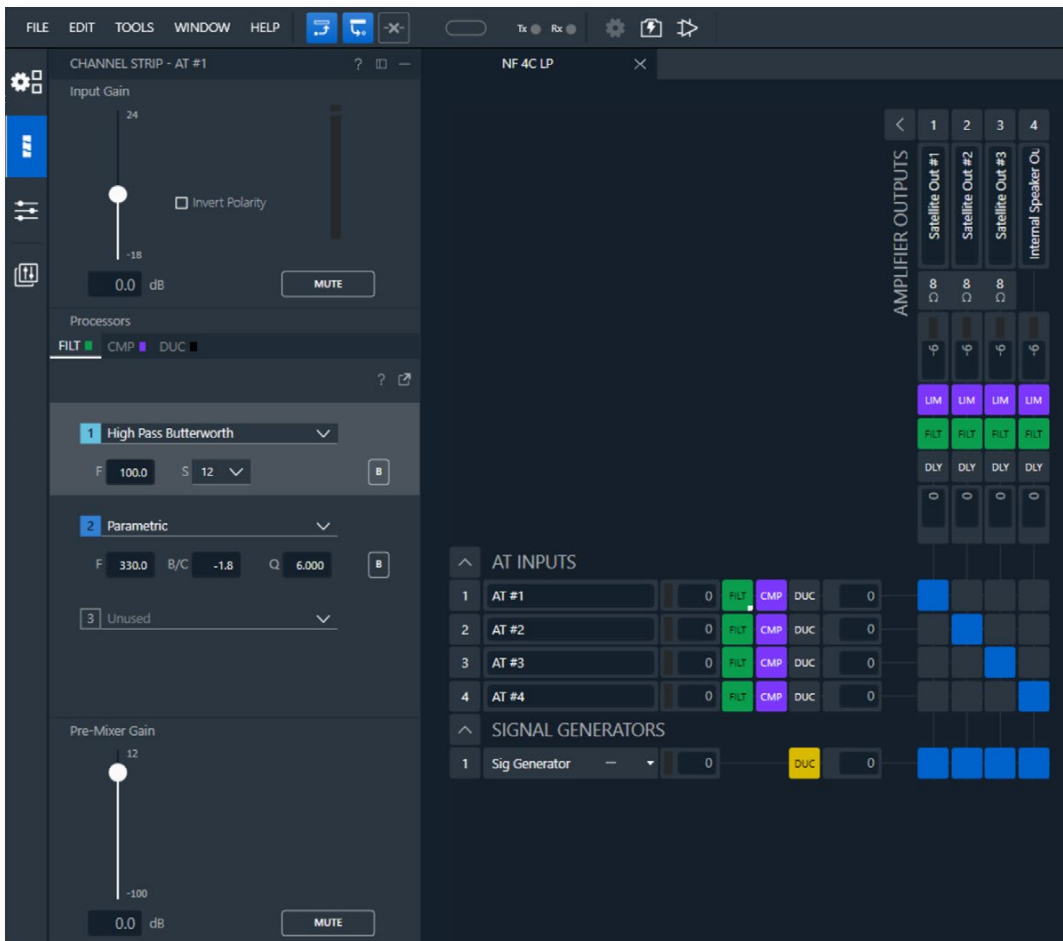 FILE EDIT TOOLS WINDOW HELP -X- Tx Rx
CHANNEL STRIP - AT #1 ?
NF 4C LP
Input Gain
24
Invert Polarity
-18
0.0 dB MUTE
Processors
FILT CMP DUC
?
1 High Pass Butterworth
F 100.0 S 12 B
2 Parametric
F 330.0 B/C -1.8 Q 6.000 B
3 Unused
Pre-Mixer Gain
12
-100
0.0 dB MUTE
AMPLIFIER OUTPUTS
1 2 3 4
Satellite Out #1
Satellite Out #2
Satellite Out #3
Internal Speaker Ou
8 8 8
Ω Ω Ω
-6 -6 -6 -6
LIM LIM LIM LIM
FILT FILT FILT FILT
DLY DLY DLY DLY
0 0 0 0
AT INPUTS
1 AT #1 0 FILT CMP DUC 0
2 AT #2 0 FILT CMP DUC 0
3 AT #3 0 FILT CMP DUC 0
4 AT #4 0 FILT CMP DUC 0
SIGNAL GENERATORS
1 Sig Generator — 0 DUC 0